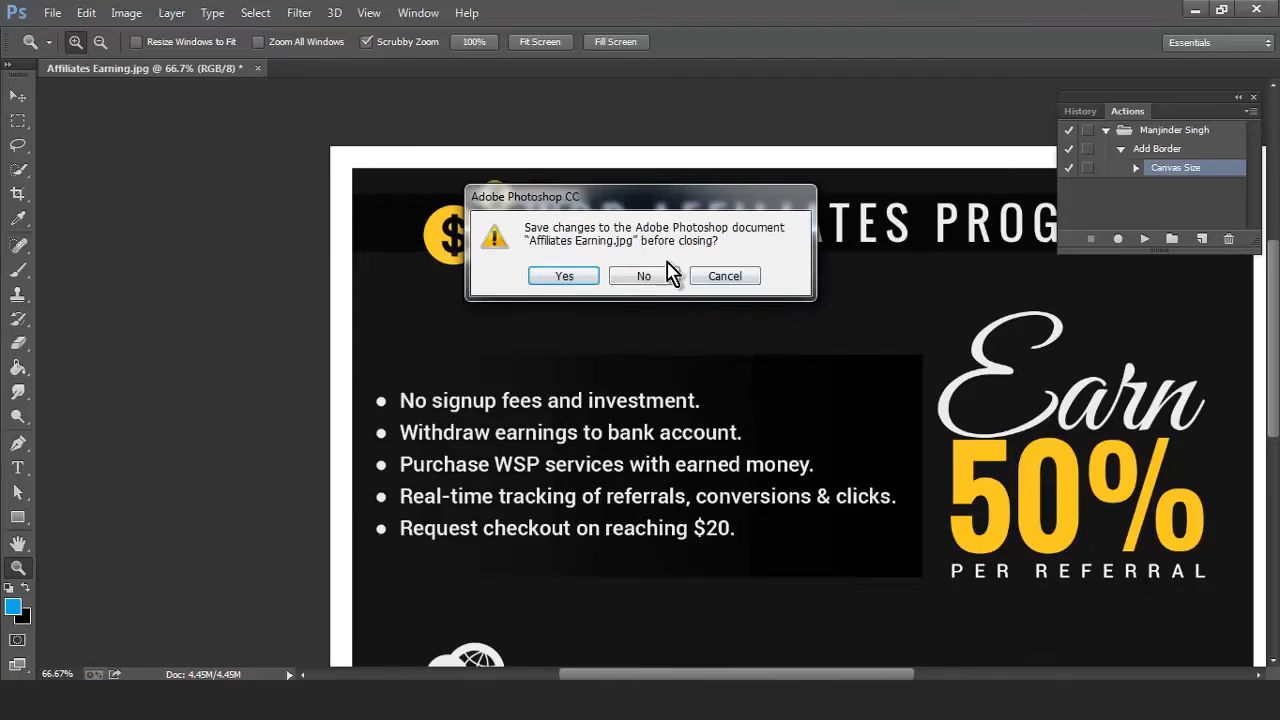 Ps File Edit Image Layer Type Select Filter 3D View Window Help
Resize Windows to Fit Zoom All Windows Scrubby Zoom 100% Fit Screen Fill Screen Essentials
Affiliates Earning.jpg @ 66.7% (RGB/8) *
History Actions
Manjinder Singh
Add Border
Canvas Size
Adobe Photoshop CC
Save changes to the Adobe Photoshop document
“Affiliates Earning.jpg” before closing?
Yes No Cancel
AFFILIATES PROG
$
• No signup fees and investment.
• Withdraw earnings to bank account.
• Purchase WSP services with earned money.
• Real-time tracking of referrals, conversions & clicks.
• Request checkout on reaching $20.
Earn
50%
PER REFERRAL
66.67% Doc: 4.45M/4.45M